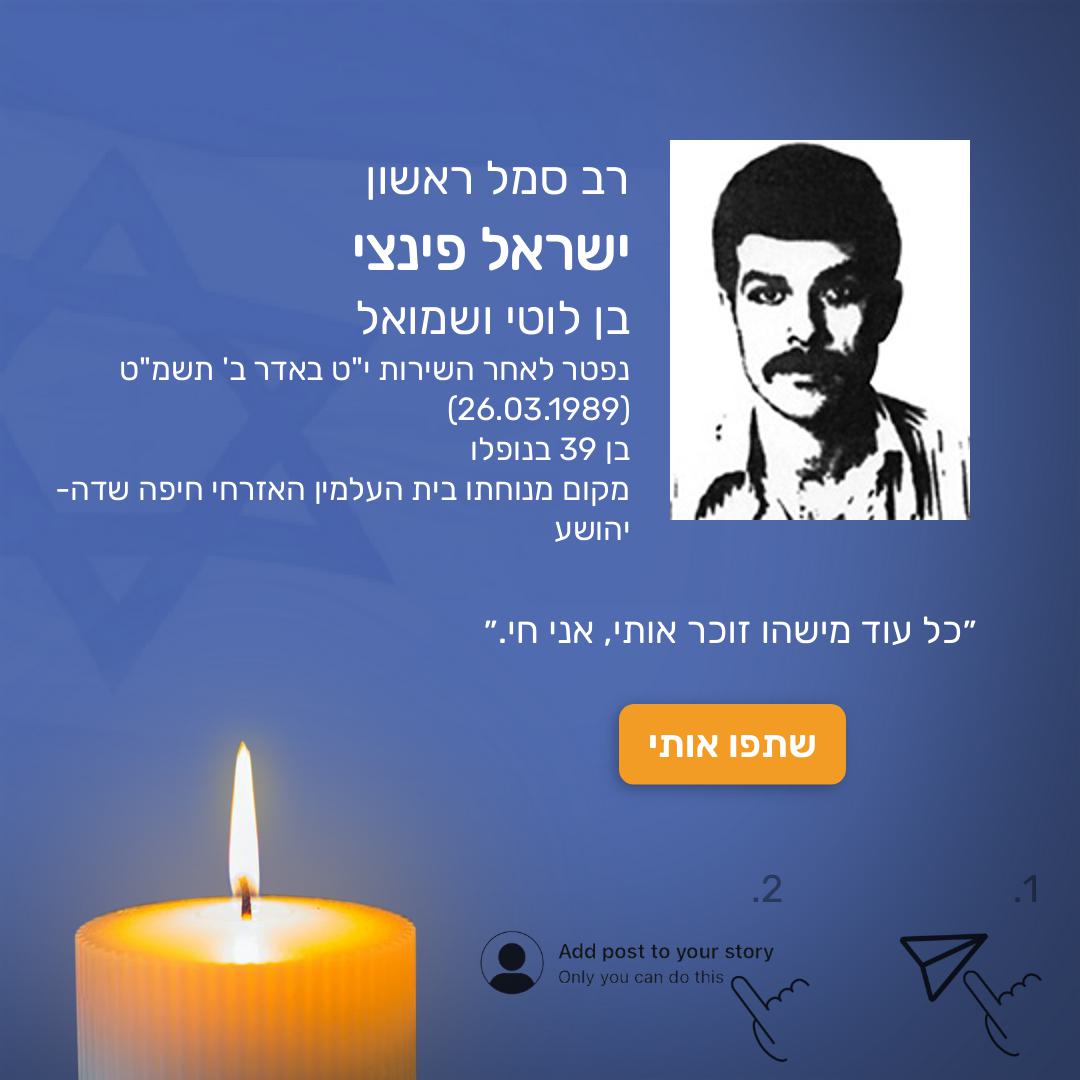 רב סמל ראשון
ישראל פינצי
בן לוטי ושמואל
נפטר לאחר השירות י"ט באדר ב' תשמ"ט
(26.03.1989)
בן 39 בנופלו
מקום מנוחתו בית העלמין האזרחי חיפה שדה-
יהושע
״כל עוד מישהו זוכר אותי, אני חי.״
שתפו אותי
1.
2.
Add post to your story
Only you can do this